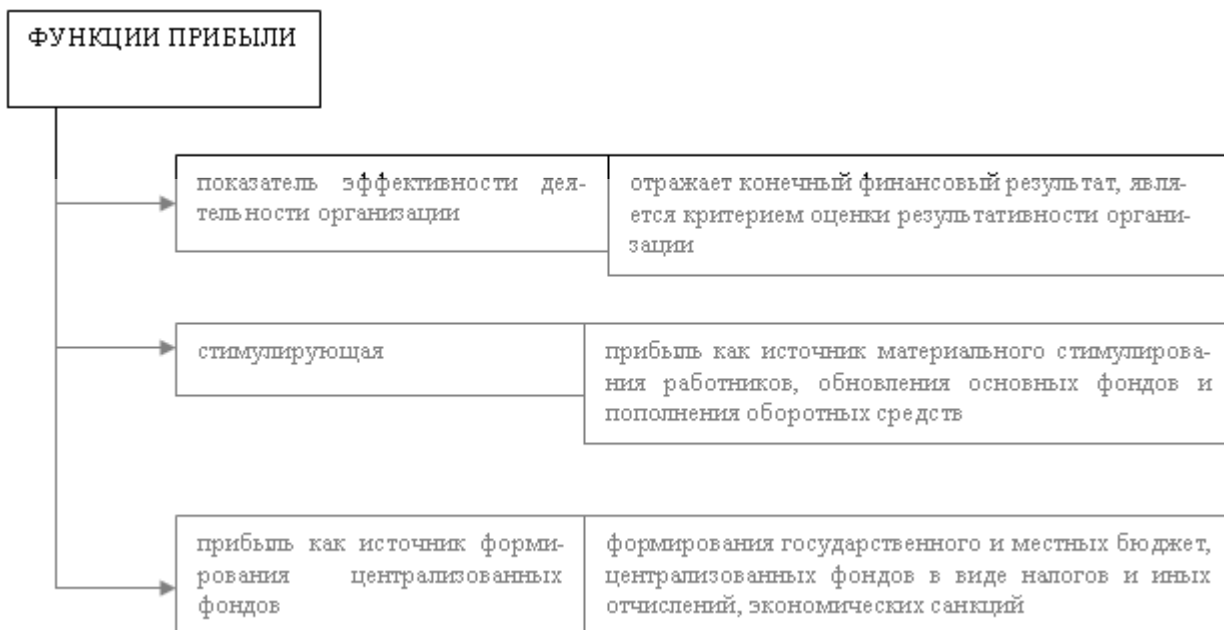 ФУНКЦИИ ПРИБЫЛИ
показатель эффективности дея-
тельности организации
отражает конечный финансовый результат, явля-
ется критерием оценки результативности органи-
зации
стимулирующая
прибыль как источник материального стимулирова-
ния работников, обновления основных фондов и
пополнения оборотных средств
прибыль как источник форми-
рования централизованных
фондов
формирования государственного и местных бюджет,
централизованных фондов в виде налогов и иных
отчислений, экономических санкций